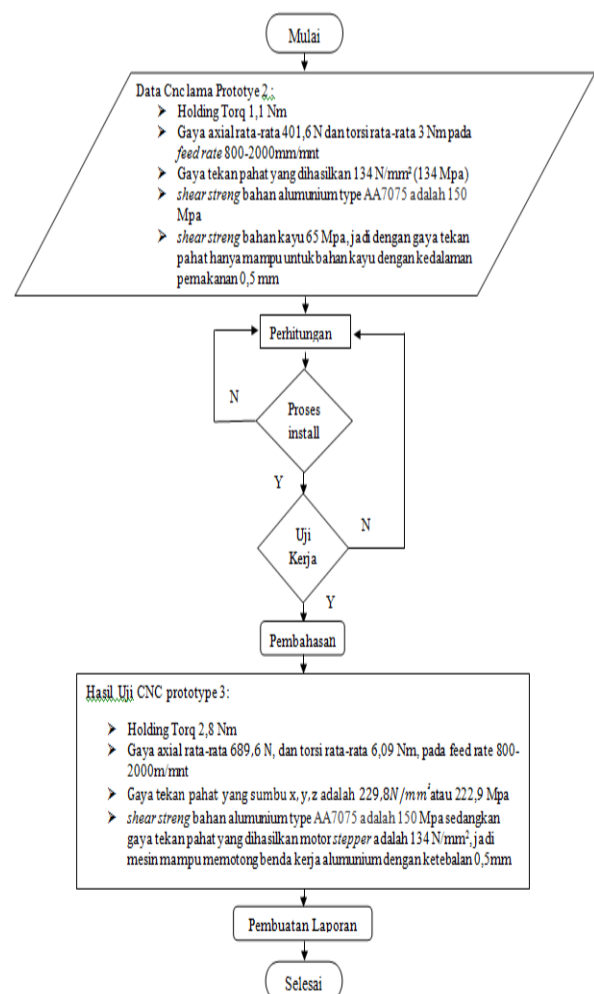 Mulai
Data Cnc lama Prototye 2 :
➢ Holding Torq 1,1 Nm
➢ Gaya axial rata-rata 401,6 N dan torsi rata-rata 3 Nm pada
feed rate 800-2000mm/mnt
➢ Gaya tekan pahat yang dihasilkan 134 N/mm² (134 Mpa)
➢ shear streng bahan alumunium type AA7075 adalah 150
Mpa
➢ shear streng bahan kayu 65 Mpa, jadi dengan gaya tekan
pahat hanya mampu untuk bahan kayu dengan kedalaman
pemakanan 0,5 mm
Perhitungan
N
Proses
install
Y
Uji
Kerja
N
Y
Pembahasan
Hasil Uji CNC prototype 3:
➢ Holding Torq 2,8 Nm
➢ Gaya axial rata-rata 689,6 N, dan torsi rata-rata 6,09 Nm, pada feed rate 800-
2000m/mnt
➢ Gaya tekan pahat yang sumbu x, y, z adalah 229,8N/mm² atau 222,9 Mpa
➢ shear streng bahan alumunium type AA7075 adalah 150 Mpa sedangkan
gaya tekan pahat yang dihasilkan motor stepper adalah 134 N/mm², jadi
mesin mampu memotong benda kerja alumunium dengan ketebalan 0,5mm
Pembuatan Laporan
Selesai